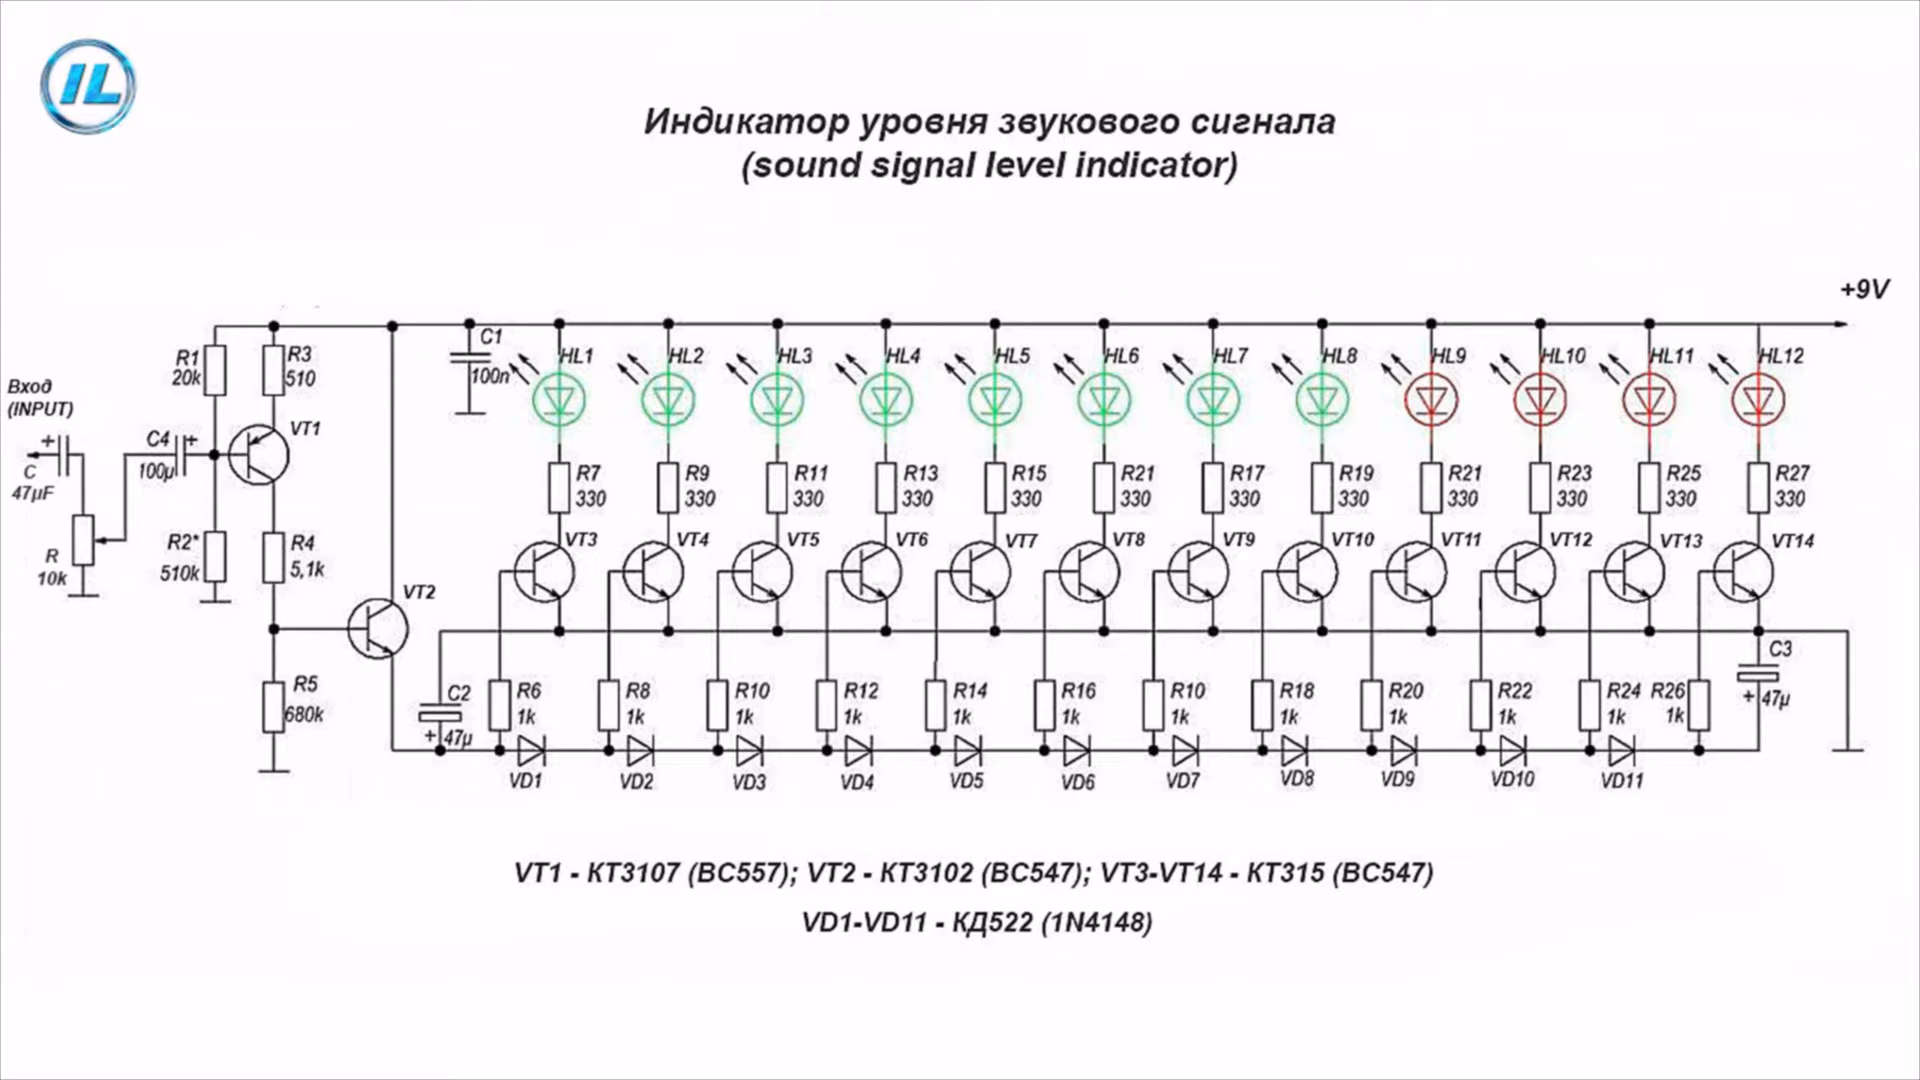 IL
Индикатор уровня звукового сигнала
(sound signal level indicator)
+9V
Вход
(INPUT)
+
C
47μF
R
10k
C4
+
100μ
R1
20k
R2*
510k
R3
510
VT1
R4
5,1k
R5
680k
VT2
C1
100n
HL1 HL2 HL3 HL4 HL5 HL6 HL7 HL8 HL9 HL10 HL11 HL12
R7 R9 R11 R13 R15 R21 R17 R19 R21 R23 R25 R27
330 330 330 330 330 330 330 330 330 330 330 330
VT3 VT4 VT5 VT6 VT7 VT8 VT9 VT10 VT11 VT12 VT13 VT14
C2
+ 47μ
R6 R8 R10 R12 R14 R16 R10 R18 R20 R22 R24 R26
1k 1k 1k 1k 1k 1k 1k 1k 1k 1k 1k 1k
C3
+ 47μ
VD1 VD2 VD3 VD4 VD5 VD6 VD7 VD8 VD9 VD10 VD11
VT1 - КТ3107 (BC557); VT2 - КТ3102 (BC547); VT3-VT14 - КТ315 (BC547)
VD1-VD11 - КД522 (1N4148)